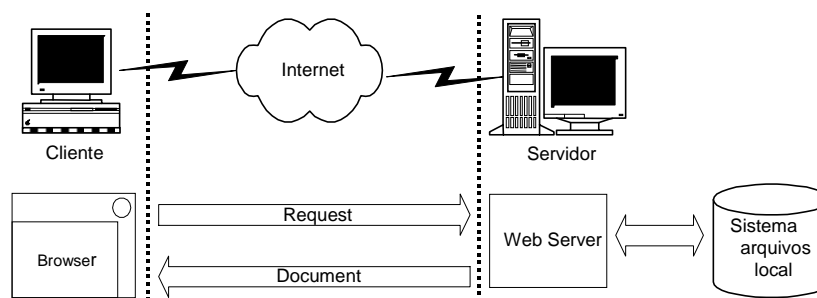 Internet
Cliente
Servidor
Browser
Request
Document
Web Server
Sistema
arquivos
local